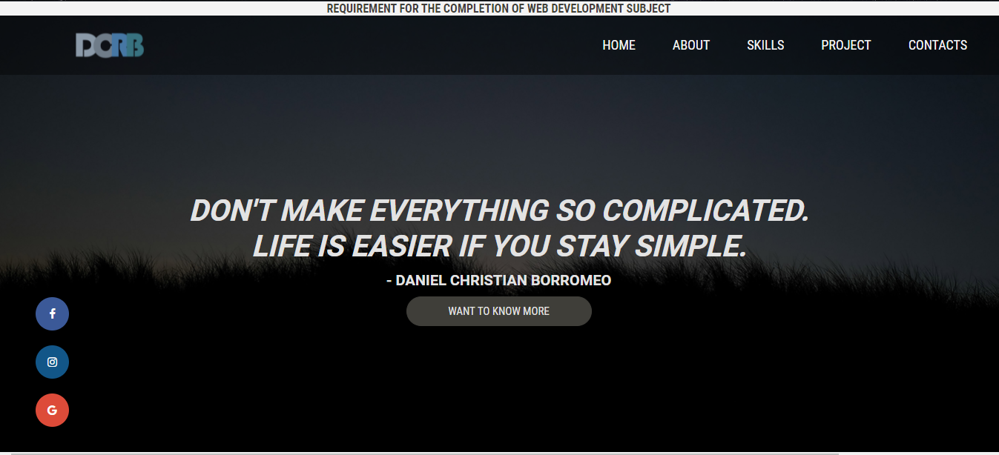 REQUIREMENT FOR THE COMPLETION OF WEB DEVELOPMENT SUBJECT
DCRB
HOME ABOUT SKILLS PROJECT CONTACTS
DON'T MAKE EVERYTHING SO COMPLICATED.
LIFE IS EASIER IF YOU STAY SIMPLE.
- DANIEL CHRISTIAN BORROMEO
WANT TO KNOW MORE